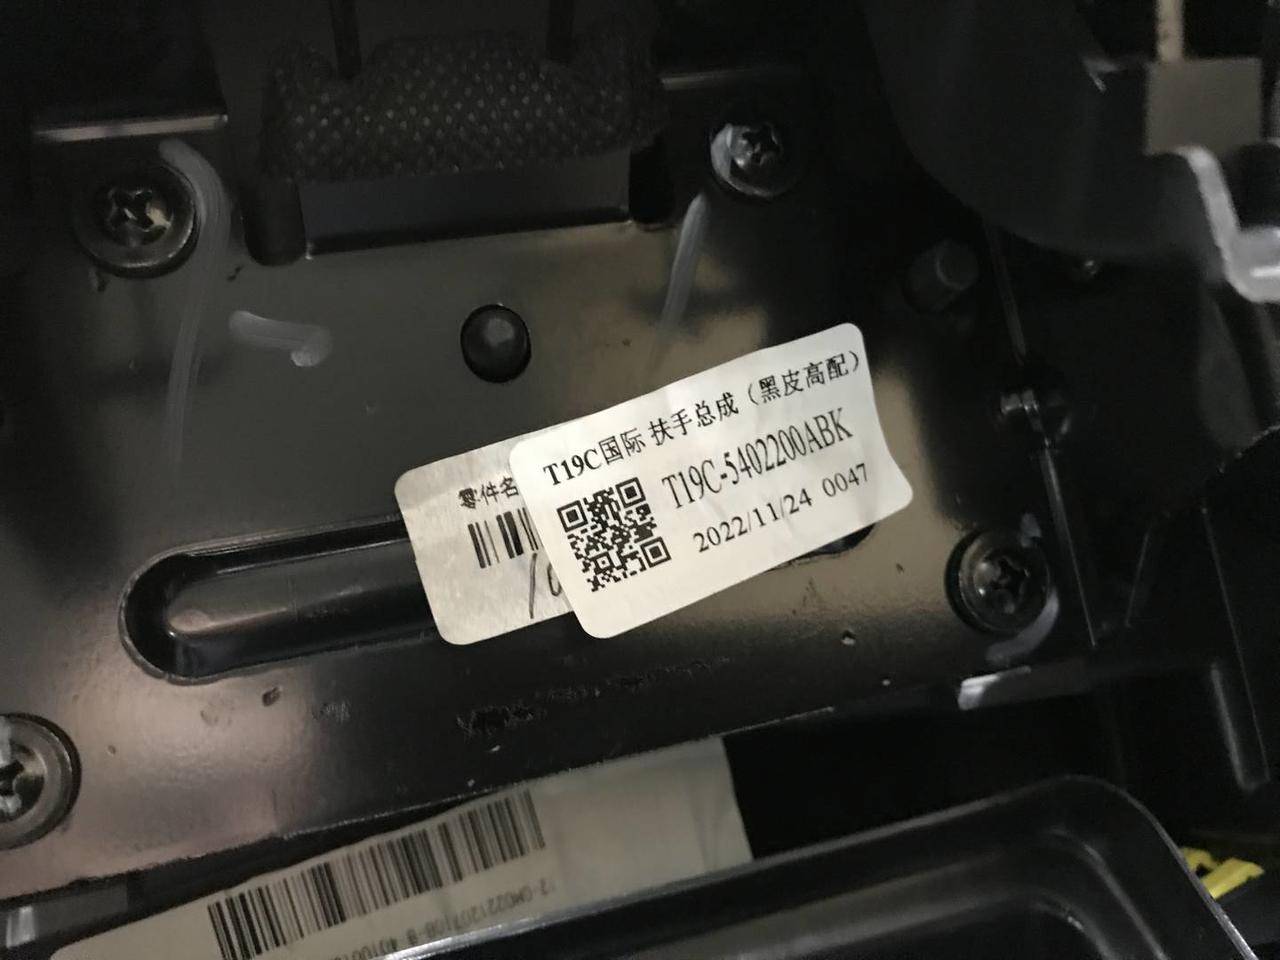 T19C国际 扶手总成（黑皮高配）
T19C-5402200ABK
2022/11/24 0047
零件名